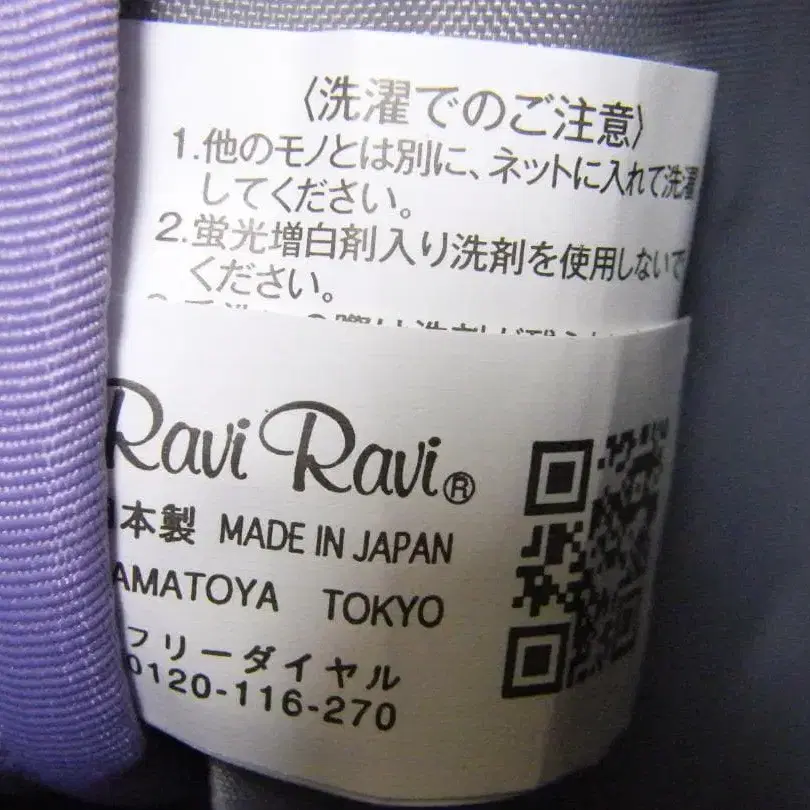 〈洗濯でのご注意〉
1.他のモノとは別に、ネットに入れて洗濯
してください。
2.蛍光増白剤入り洗剤を使用しないで
ください。
Ravi Ravi®
本製 MADE IN JAPAN
AMATOYA TOKYO
フリーダイヤル
0120-116-270